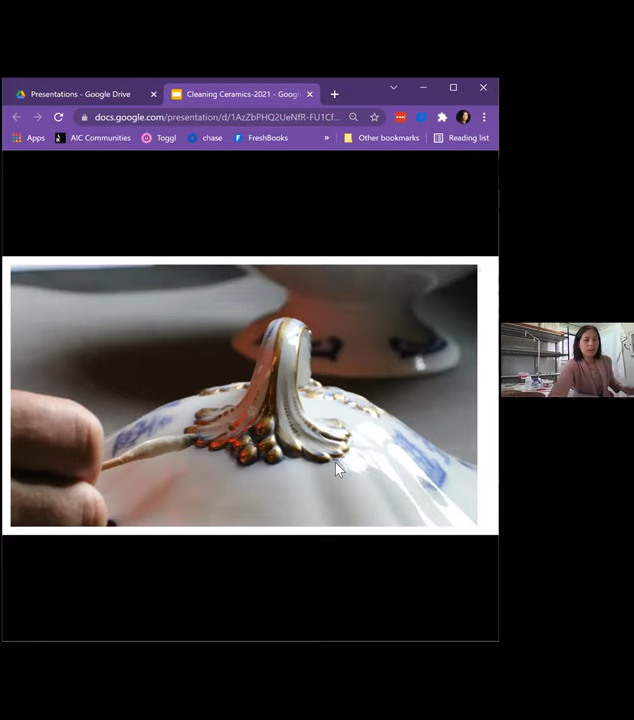 Presentations - Google Drive
Cleaning Ceramics-2021 - Googl
docs.google.com/presentation/d/1AzZbPHQ2UeNfR-FU1Cf...
Apps AIC Communities Toggl chase FreshBooks » Other bookmarks Reading list